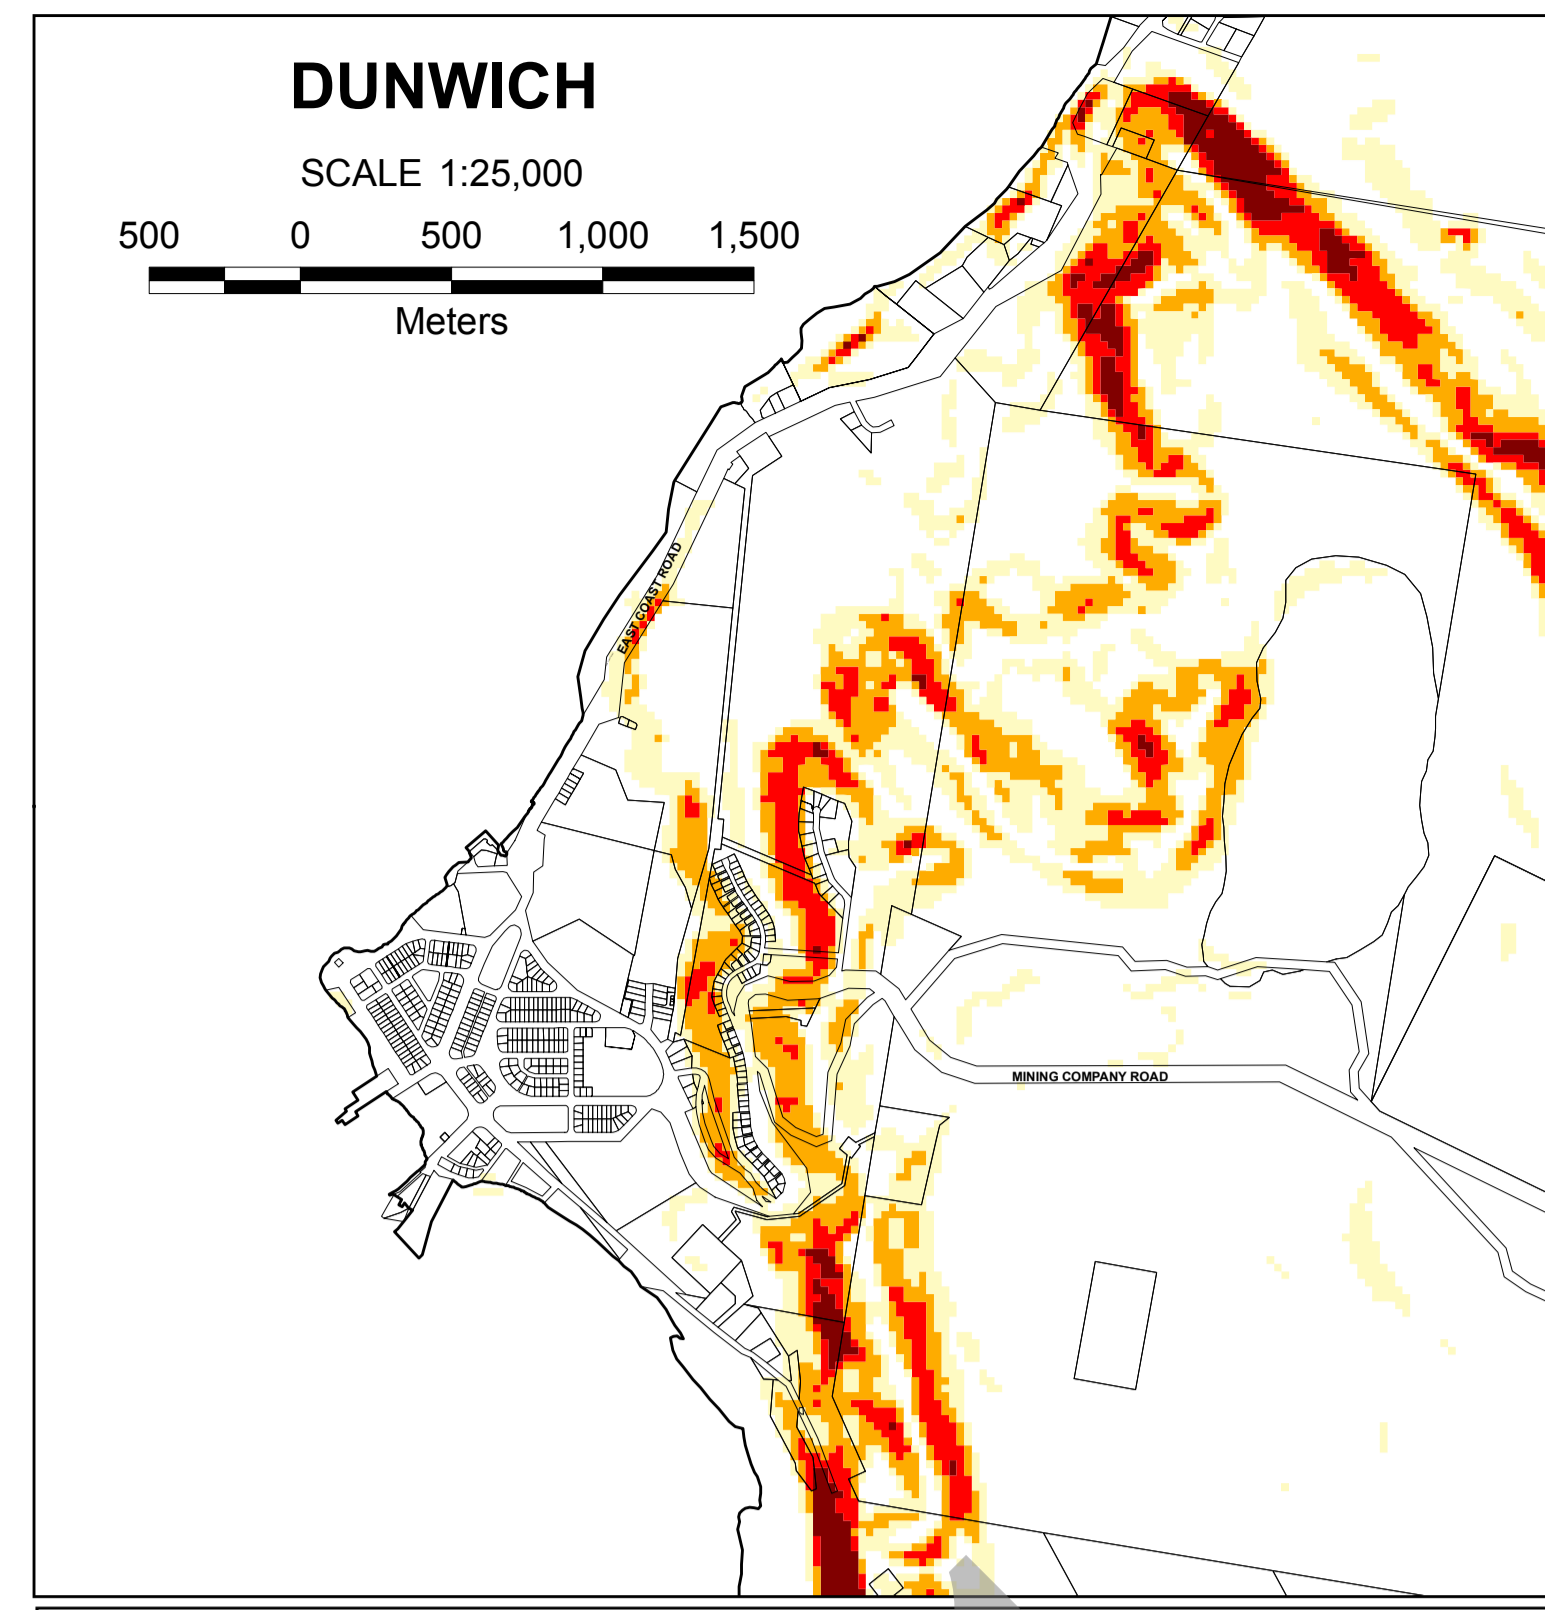 DUNWICH
SCALE 1:25,000
500 0 500 1,000 1,500
Meters
EAST COAST ROAD
MINING COMPANY ROAD